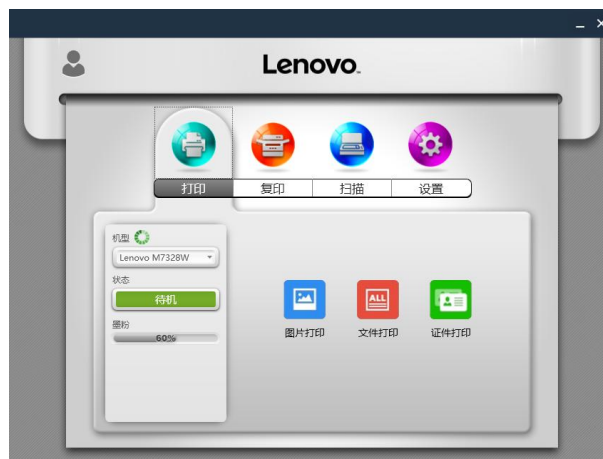 Lenovo
打印 复印 扫描 设置
机型
Lenovo M7328W
状态
待机
墨粉
60%
ALL
图片打印 文件打印 证件打印